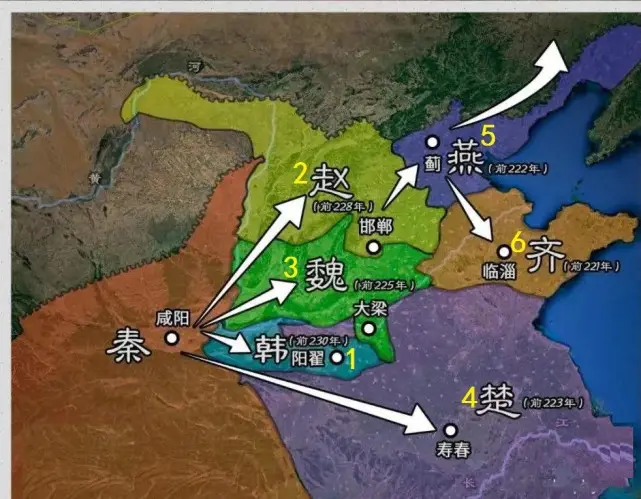 河
黄
5
蓟
燕
(前222年)
2
赵
(前228年)
邯郸
6
齐
临淄
(前221年)
3
魏
(前225年)
大梁
咸阳
秦
韩
(前230年)
阳翟
1
4
楚
(前223年)
江
寿春
长